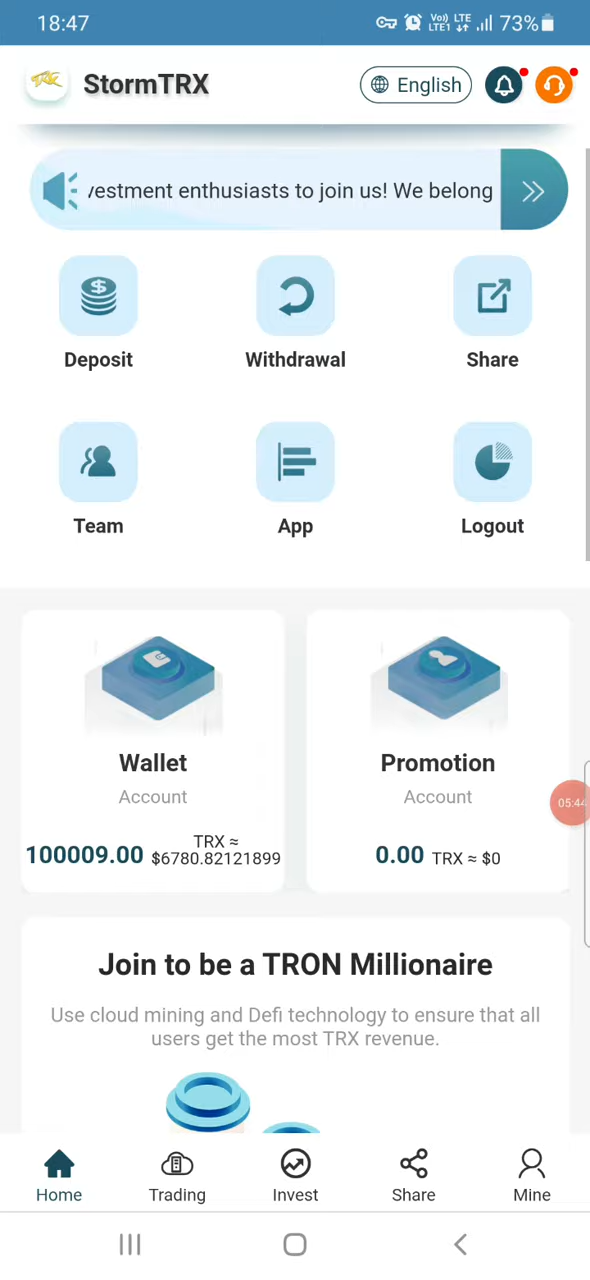 18:47
Vo)) LTE
LTE1
73%
StormTRX
English
vestment enthusiasts to join us! We belong
Deposit
Withdrawal
Share
Team
App
Logout
Wallet
Account
100009.00 TRX ≈ $6780.82121899
Promotion
Account
0.00 TRX ≈ $0
05:44
Join to be a TRON Millionaire
Use cloud mining and Defi technology to ensure that all
users get the most TRX revenue.
Home
Trading
Invest
Share
Mine